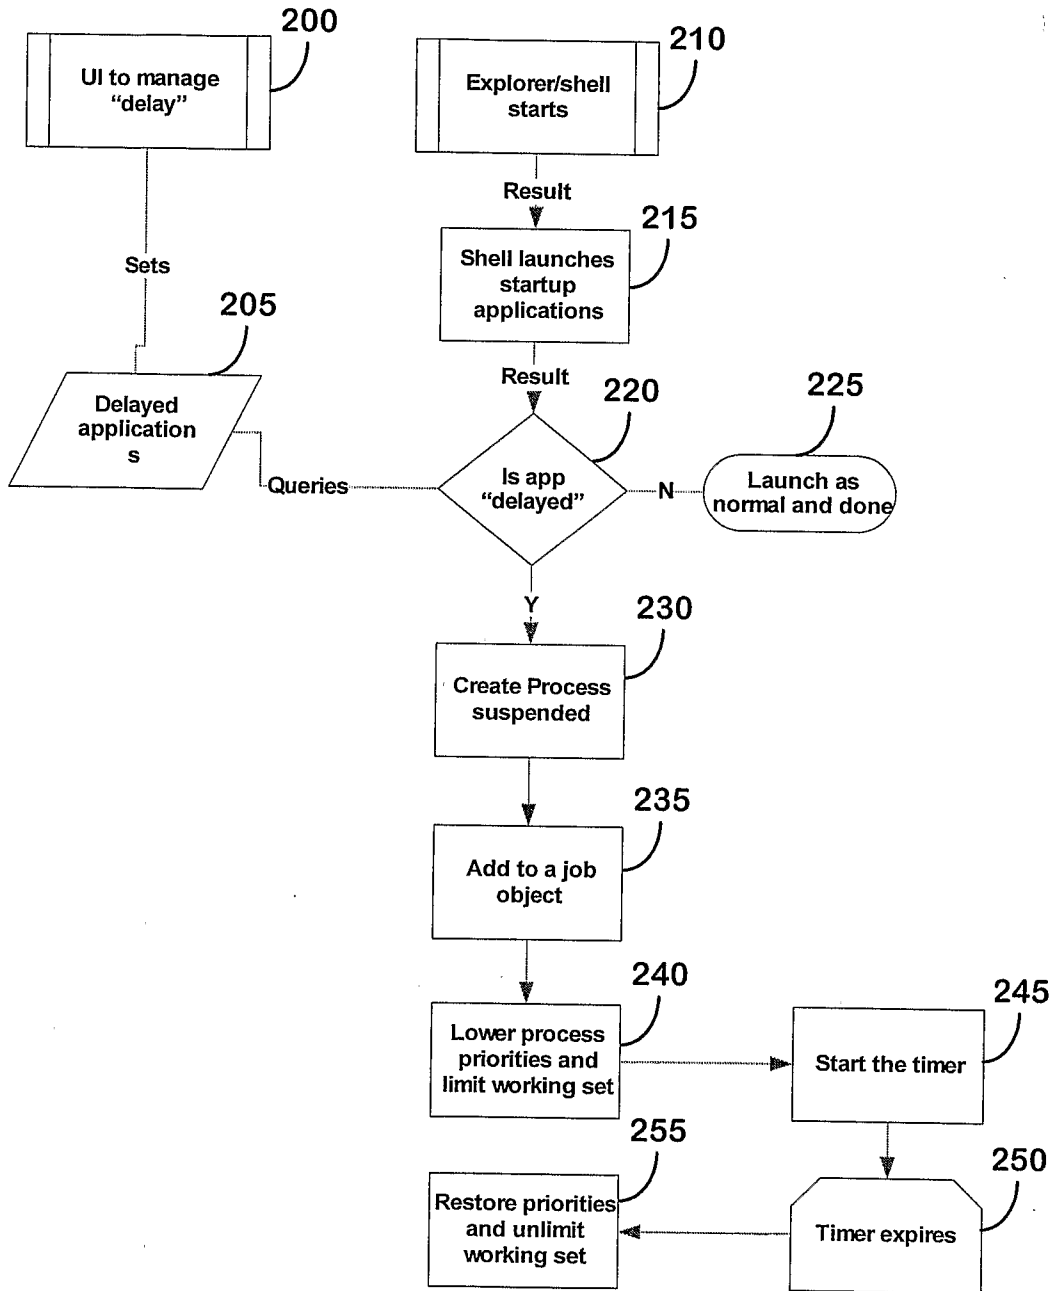 200
UI to manage
“delay”
210
Explorer/shell
starts
Result
215
Shell launches
startup
applications
Sets
205
Delayed
application
s
Result
220
Is app
“delayed”
Queries
N
225
Launch as
normal and done
Y
230
Create Process
suspended
235
Add to a job
object
240
Lower process
priorities and
limit working set
245
Start the timer
250
Timer expires
255
Restore priorities
and unlimit
working set